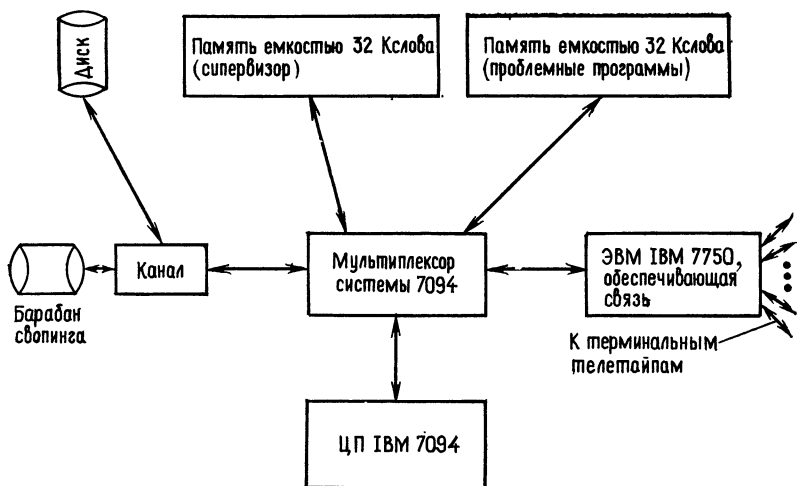 Диск
Память емкостью 32 Кслова
(сипервизор)
Память емкостью 32 Кслова
(проблемные программы)
Барабан
свопинга
Канал
Мультиплексор
системы 7094
ЭВМ IBM 7750,
обеспечивающая
связь
К терминальным
телетайпам
ЦП IBM 7094